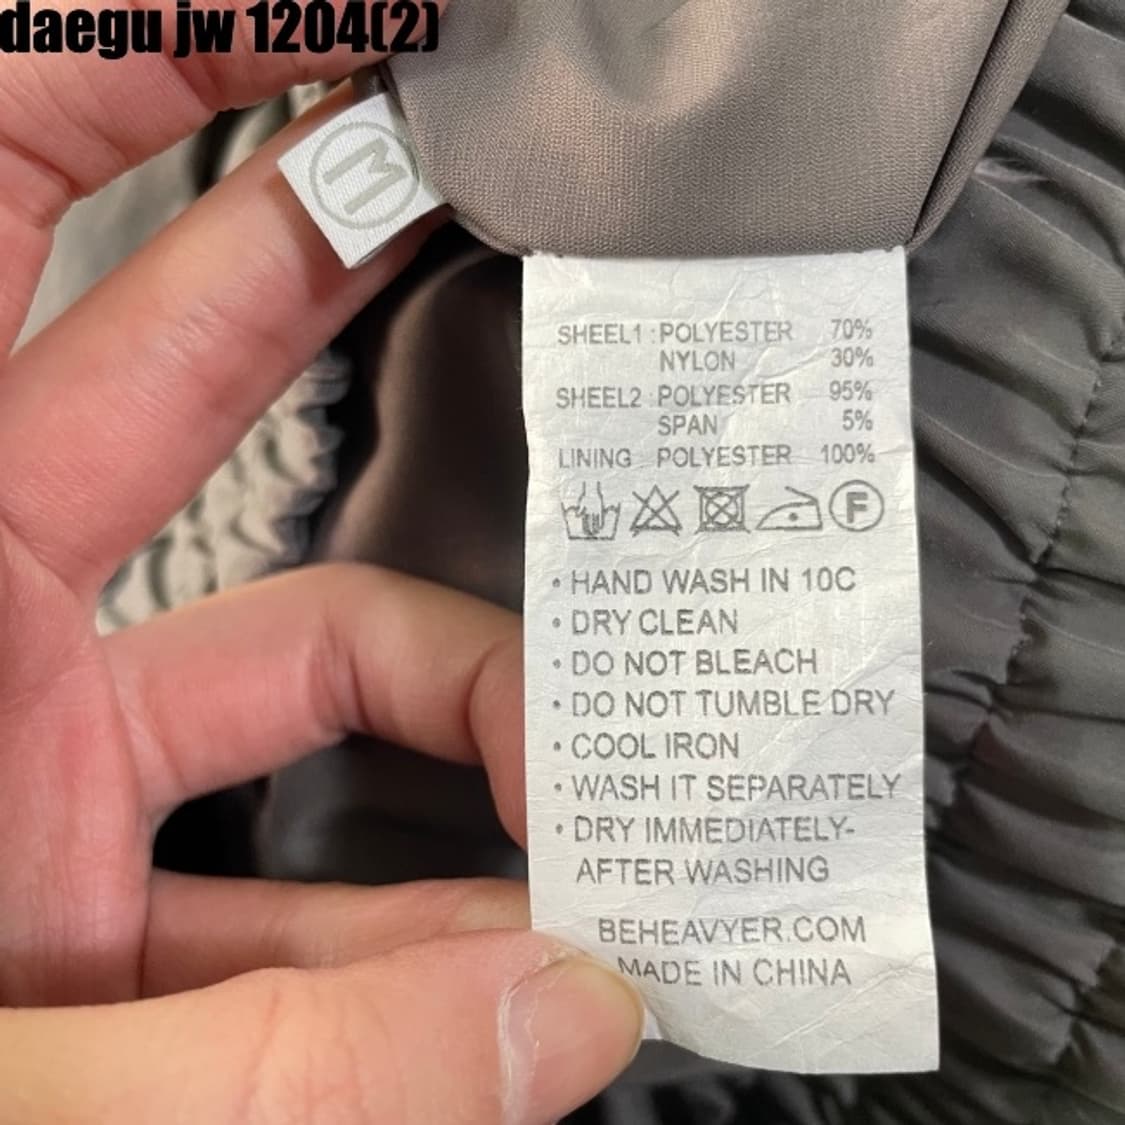 daegu jw 1204(2)
M
SHEEL1 : POLYESTER 70%
NYLON 30%
SHEEL2 POLYESTER 95%
SPAN 5%
LINING POLYESTER 100%
F
• HAND WASH IN 10C
• DRY CLEAN
• DO NOT BLEACH
• DO NOT TUMBLE DRY
• COOL IRON
• WASH IT SEPARATELY
• DRY IMMEDIATELY-
AFTER WASHING
BEHEAVYER.COM
MADE IN CHINA